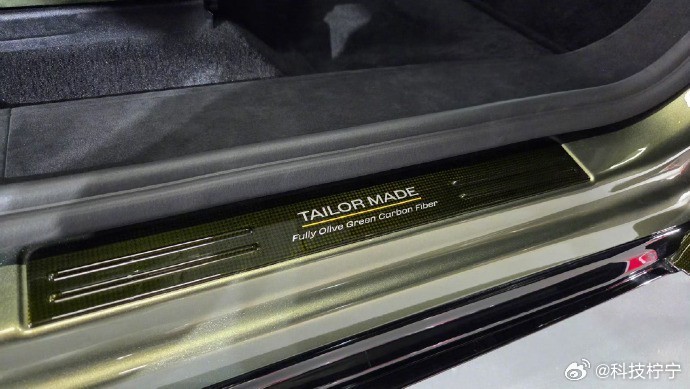 TAILOR MADE
Fully Olive Green Carbon Fiber
@科技柠宁